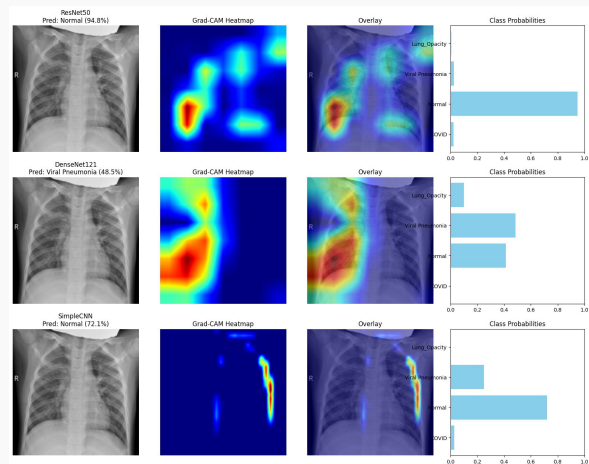 ResNet50
Pred: Normal (94.8%)
Grad-CAM Heatmap
Overlay
Class Probabilities
R
R
Lung_Opacity
Viral Pneumonia
Normal
COVID
0.0 0.2 0.4 0.6 0.8 1.0
DenseNet121
Pred: Viral Pneumonia (48.5%)
Grad-CAM Heatmap
Overlay
Class Probabilities
R
R
Lung_Opacity
Viral Pneumonia
Normal
COVID
0.0 0.2 0.4 0.6 0.8 1.0
SimpleCNN
Pred: Normal (72.1%)
Grad-CAM Heatmap
Overlay
Class Probabilities
R
R
Lung_Opacity
Viral Pneumonia
Normal
COVID
0.0 0.2 0.4 0.6 0.8 1.0